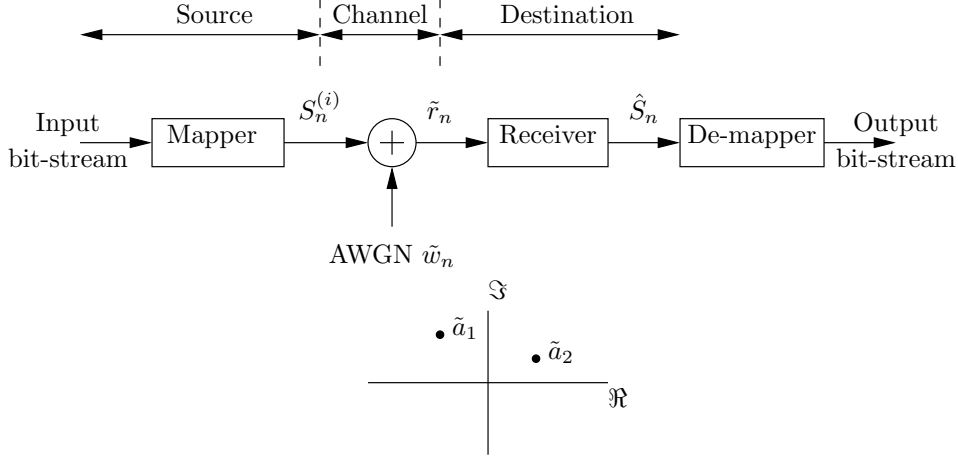 Source Channel Destination
Input bit-stream
Mapper
S_n^{(i)}
+
r̃_n
Receiver
Ŝ_n
De-mapper
Output bit-stream
AWGN w̃_n
ℑ
ã_1
ã_2
ℜ